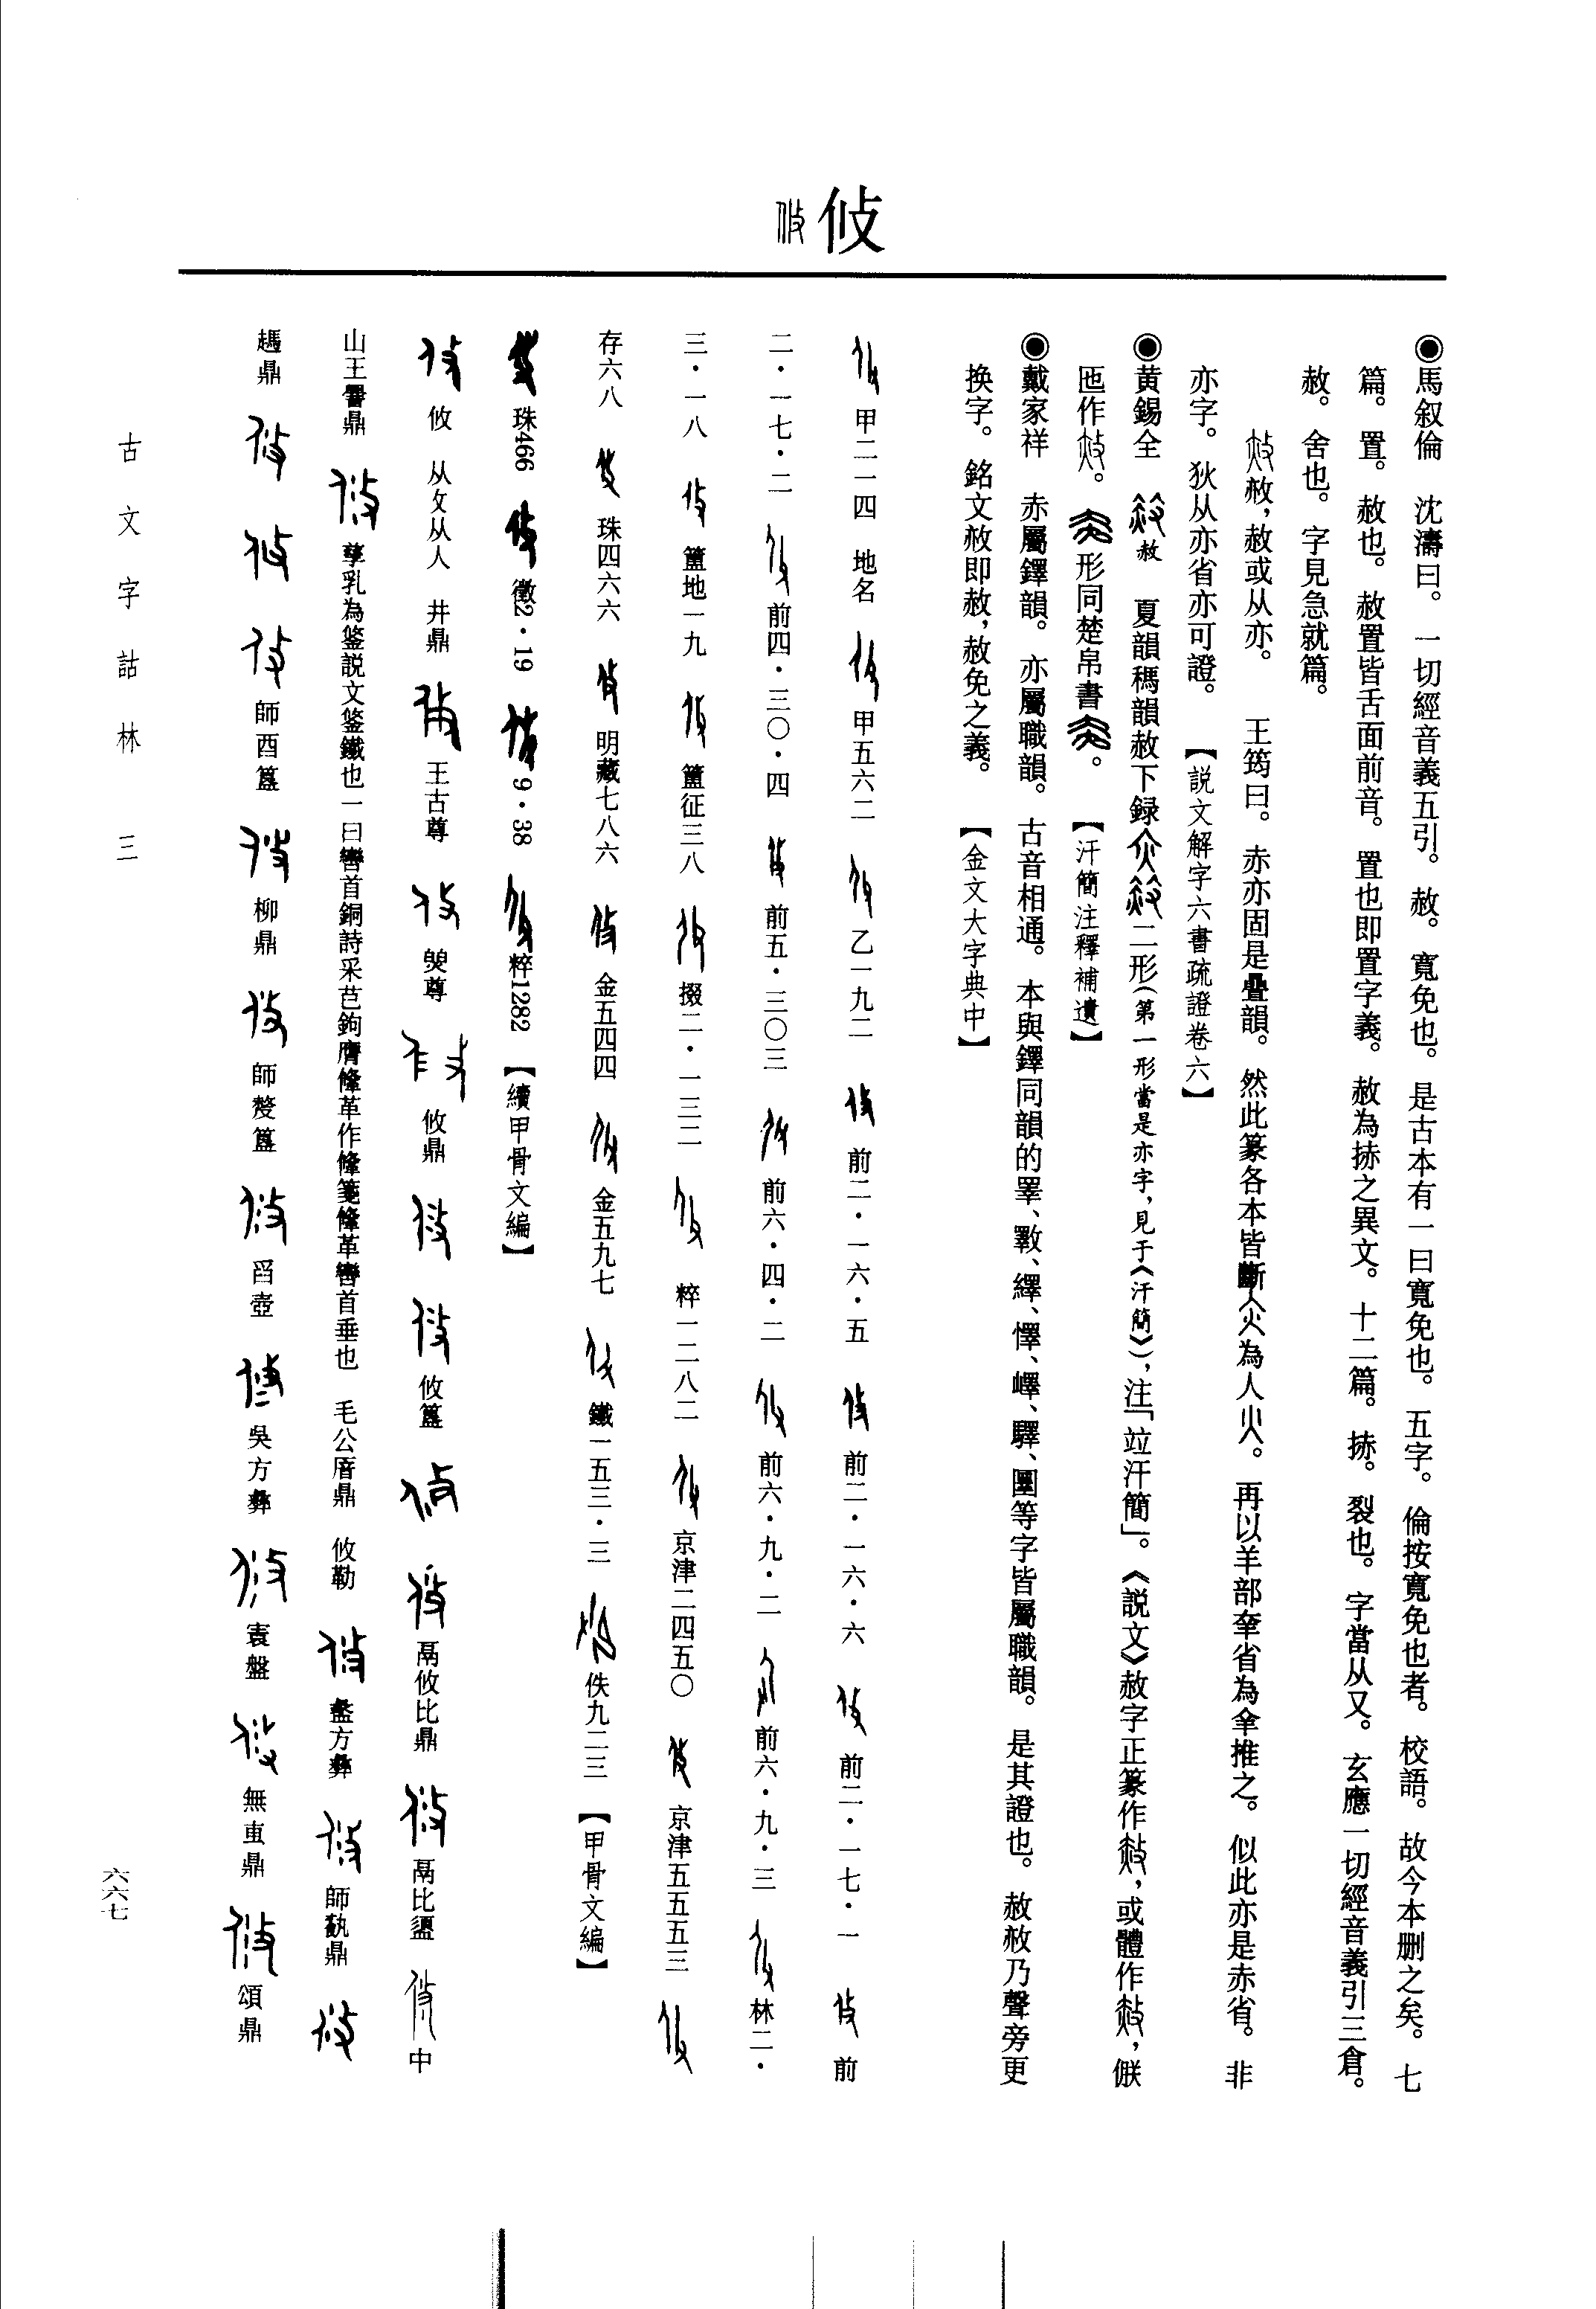 攸
◉馬叙倫　沈濤曰。一切經音義五引。赦。寬免也。是古本有一曰寬免也。五字。倫按寬免也者。校語。故今本删之矣。七
篇。置。赦也。赦置皆舌面前音。置也即置字義。赦為捇之異文。十二篇。捇。裂也。字當从又。玄應一切經音義引三倉。
赦。舍也。字見急就篇。
赦，赦或从亦。　王筠曰。赤亦固是疊韻。然此篆各本皆斷為人。再以羊部羍省為𦍒推之。似此亦是赤省。非
亦字。狄从亦省亦可證。【説文解字六書疏證卷六】
◉黄錫全　赦　夏韻禡韻赦下録二形（第一形當是亦字，見于《汗簡》），注「竝汗簡」。《説文》赦字正篆作，或體作，㑞
匜作。形同楚帛書。【汗簡注釋補遺】
◉戴家祥　赤屬鐸韻。亦屬職韻。古音相通。本與鐸同韻的睪、斁、繹、懌、嶧、驛、圛等字皆屬職韻。是其證也。赦𢼜乃聲旁更
换字。銘文𢼜即赦，赦免之義。【金文大字典中】
甲二一四　地名　甲五六二　乙一九二　前二·一六·五　前二·一六·六　前二·一七·一　前
二·一七·二　前四·三〇·四　前五·三〇三　前六·四·二　前六·九·二　前六·九·三　林二·
三·一八　簠地一九　簠征三八　掇二·一三二　粹一二八二　京津二四五〇　京津五五五三
存六八　珠四六六　明藏七八六　金五四四　金五九七　鐵一五三·三　佚九二三　【甲骨文編】
珠466　徵2·19　9·38　粹1282　【續甲骨文編】
攸　从攵从人　井鼎　王古尊　㷼尊　攸鼎　攸簋　鬲攸比鼎　鬲比盨　中
山王鼎　孳乳為鋚説文鋚鐵也一曰轡首銅詩采芑鉤膺鞗革作鞗箋鞗革轡首垂也　毛公厝鼎　攸勒　盠方彝　師鼎
趞鼎　師酉簋　柳鼎　師𠭰簋　曶壺　吳方彝　㝨盤　無叀鼎　頌鼎
古文字詁林　三
六六七